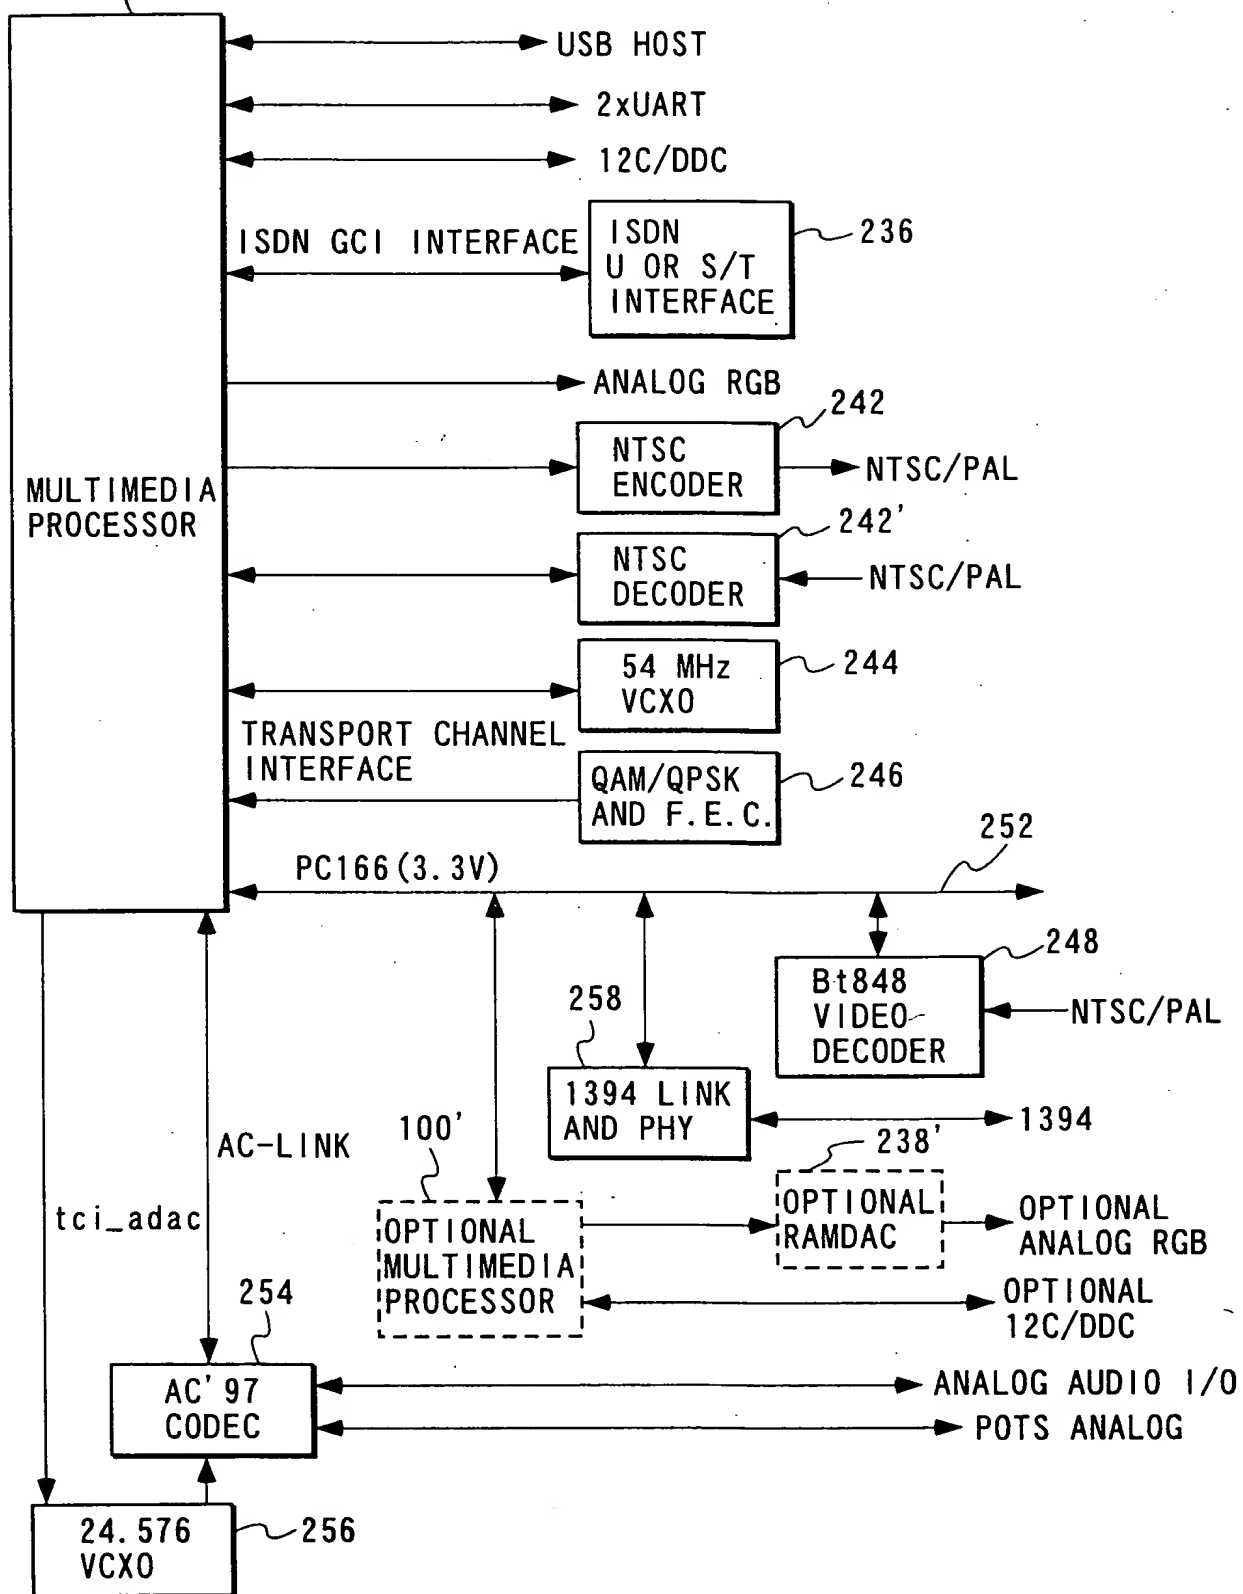 USB HOST
2xUART
12C/DDC
ISDN GCI INTERFACE
ISDN
U OR S/T
INTERFACE
236
ANALOG RGB
242
NTSC
ENCODER
NTSC/PAL
MULTIMEDIA
PROCESSOR
242'
NTSC
DECODER
NTSC/PAL
54 MHz
VCXO
244
TRANSPORT CHANNEL
INTERFACE
QAM/QPSK
AND F.E.C.
246
252
PC166(3.3V)
248
Bt848
VIDEO
DECODER
NTSC/PAL
258
1394 LINK
AND PHY
1394
100'
238'
AC-LINK
tci_adac
OPTIONAL
MULTIMEDIA
PROCESSOR
OPTIONAL
RAMDAC
OPTIONAL
ANALOG RGB
OPTIONAL
12C/DDC
254
AC'97
CODEC
ANALOG AUDIO I/O
POTS ANALOG
24.576
VCXO
256